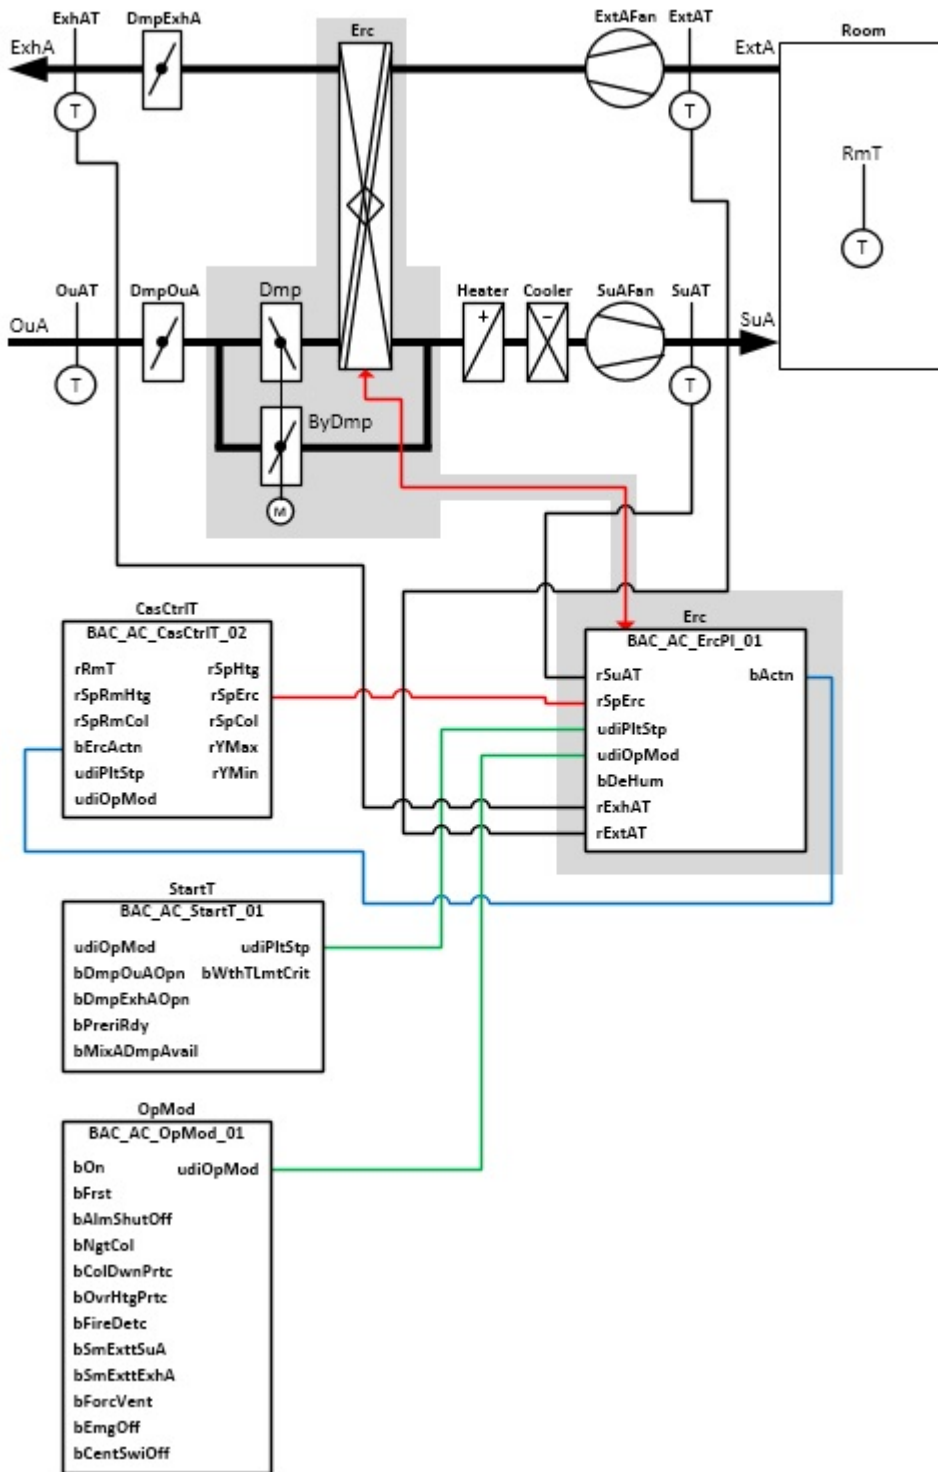 ExhAT DmpExhA Erc ExtAFan ExtAT Room
ExhA ExtA
T T
RmT
T
OuAT DmpOuA Dmp Heater Cooler SuAFan SuAT
OuA + − SuA
T T
ByDmp
M
CasCtrlT
BAC_AC_CasCtrlT_02
rRmT rSpHtg
rSpRmHtg rSpErc
rSpRmCol rSpCol
bErcActn rYMax
udiPltStp rYMin
udiOpMod
Erc
BAC_AC_ErcPl_01
rSuAT bActn
rSpErc
udiPltStp
udiOpMod
bDeHum
rExhAT
rExtAT
StartT
BAC_AC_StartT_01
udiOpMod udiPltStp
bDmpOuAOpn bWthTLmtCrit
bDmpExhAOpn
bPreriRdy
bMixADmpAvail
OpMod
BAC_AC_OpMod_01
bOn udiOpMod
bFrst
bAlmShutOff
bNgtCol
bColDwnPrtc
bOvrHtgPrtc
bFireDetc
bSmExttSuA
bSmExttExhA
bForcVent
bEmgOff
bCentSwiOff